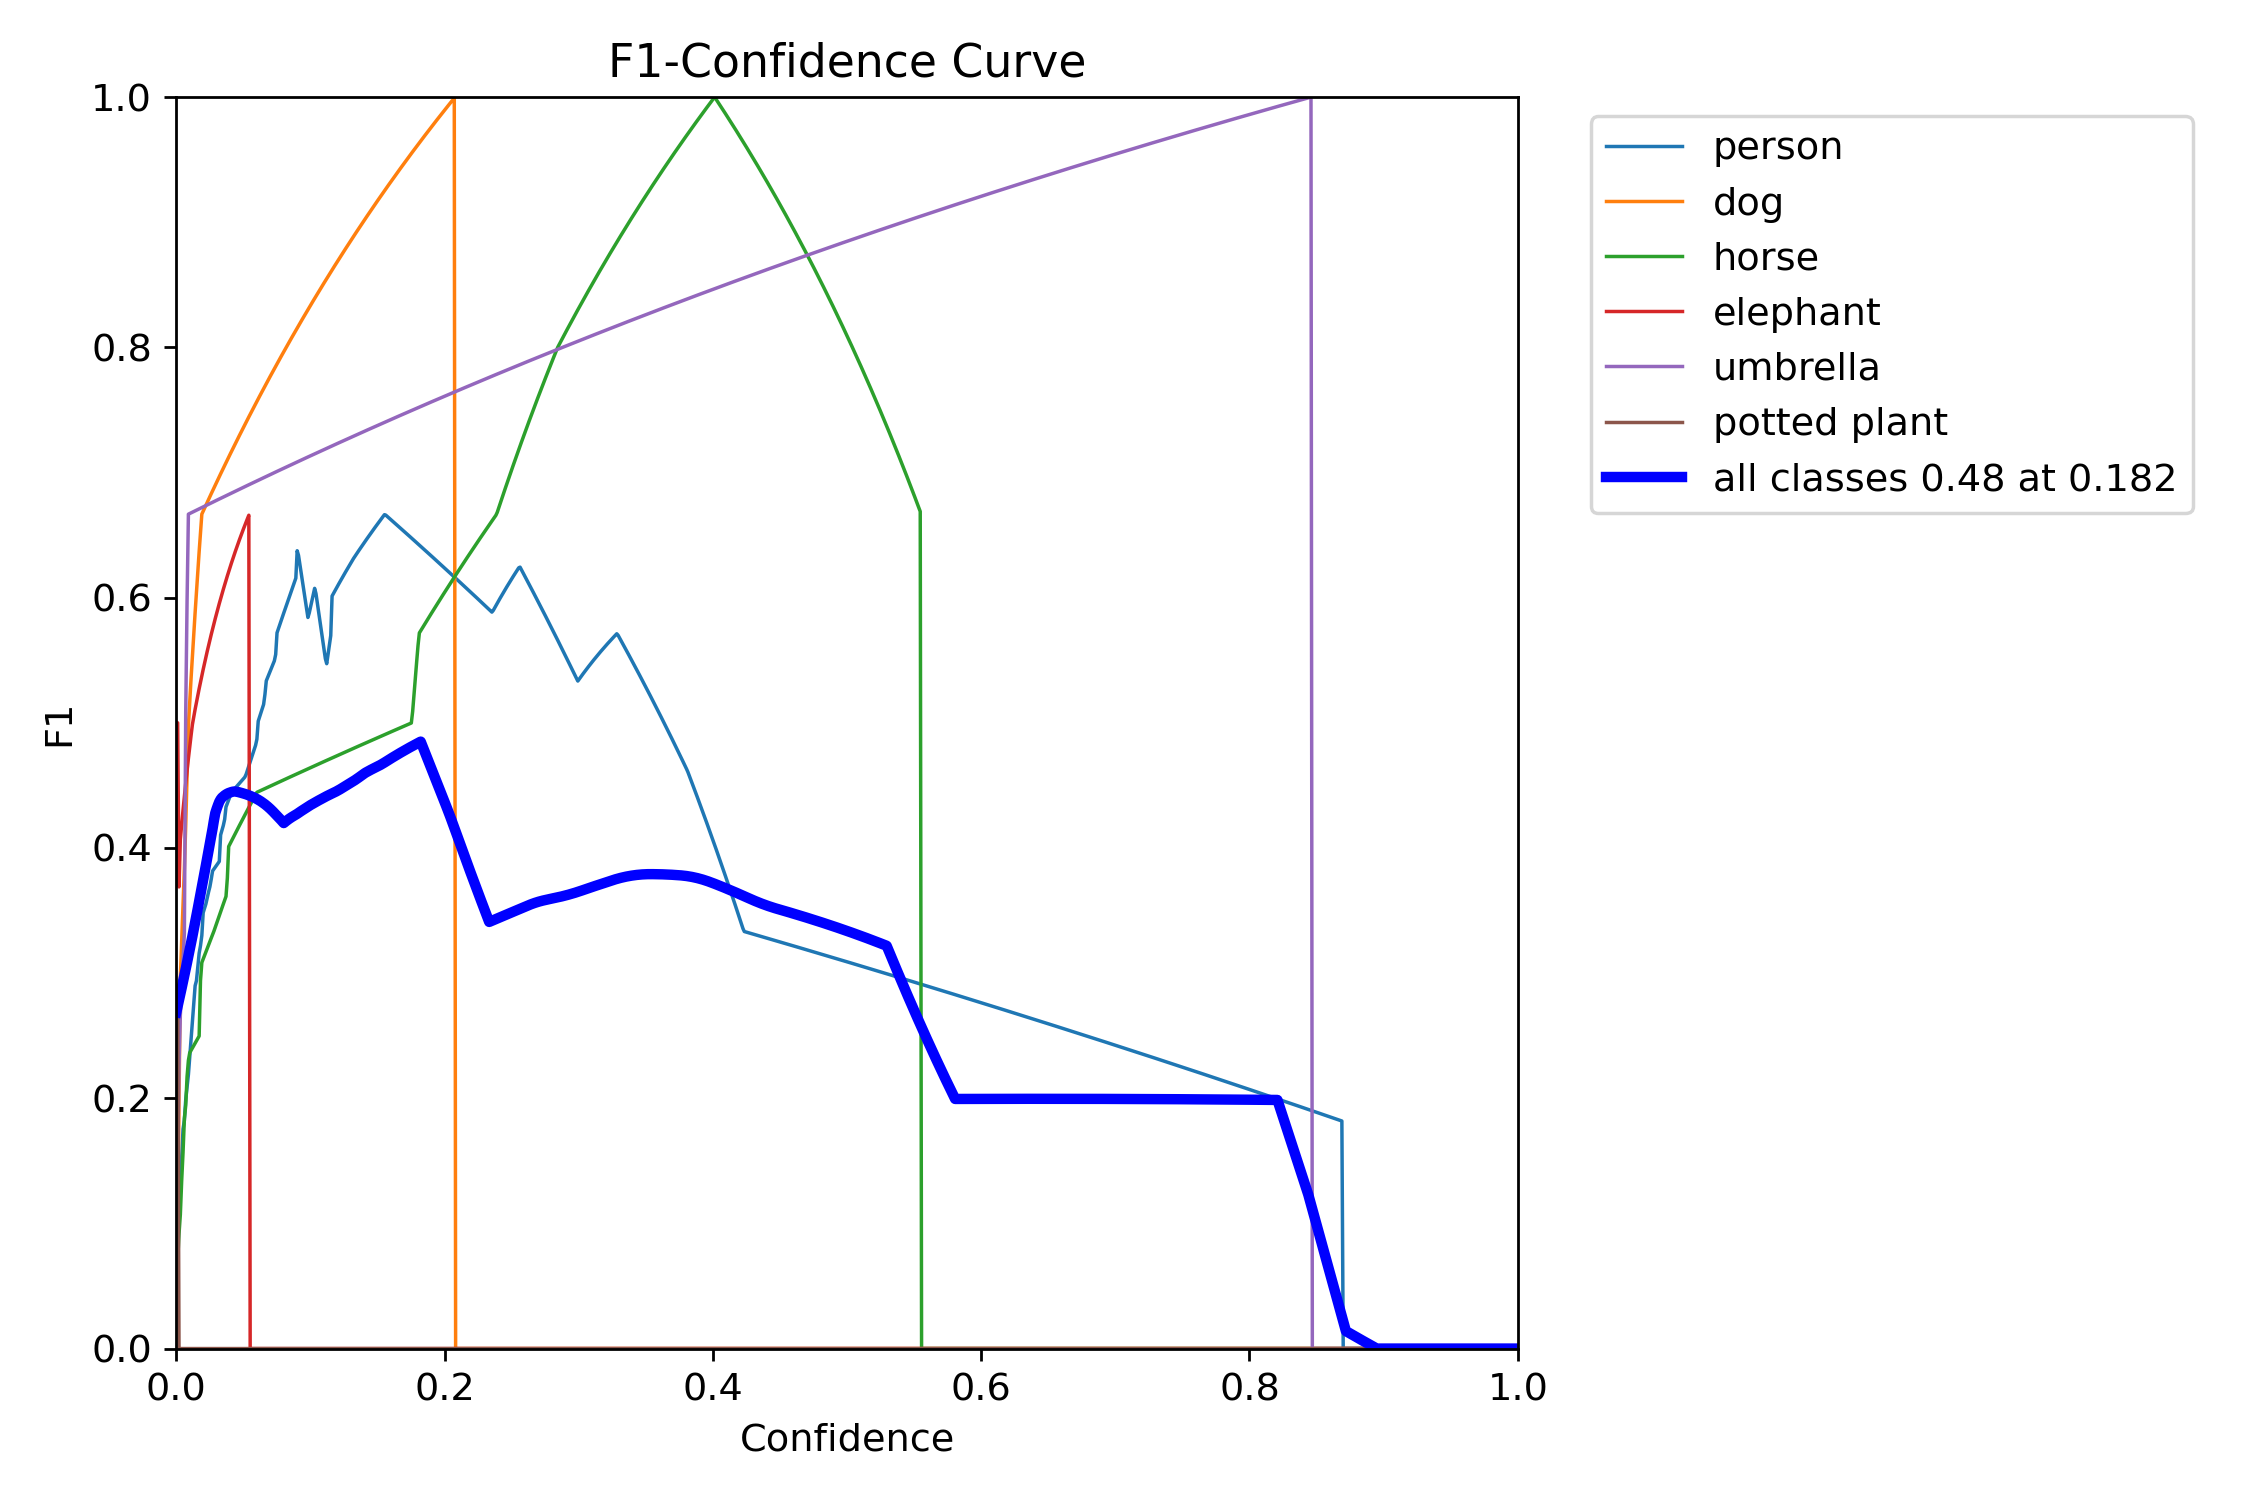 F1-Confidence Curve
1.0
0.8
0.6
0.4
0.2
0.0
F1
0.0 0.2 0.4 0.6 0.8 1.0
Confidence
person
dog
horse
elephant
umbrella
potted plant
all classes 0.48 at 0.182